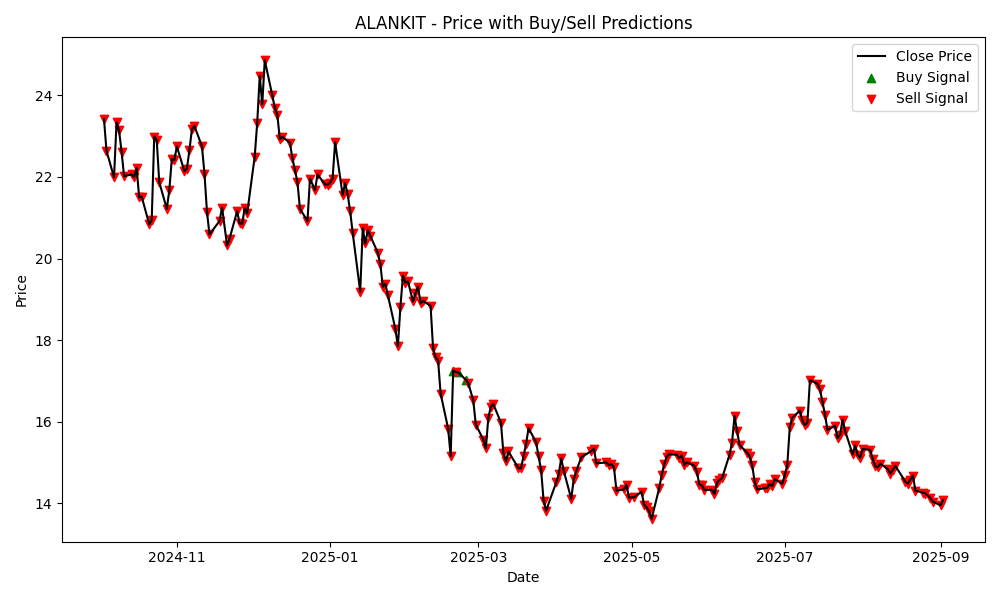 ALANKIT - Price with Buy/Sell Predictions
Close Price
Buy Signal
Sell Signal
Price
24
22
20
18
16
14
2024-11
2025-01
2025-03
2025-05
2025-07
2025-09
Date